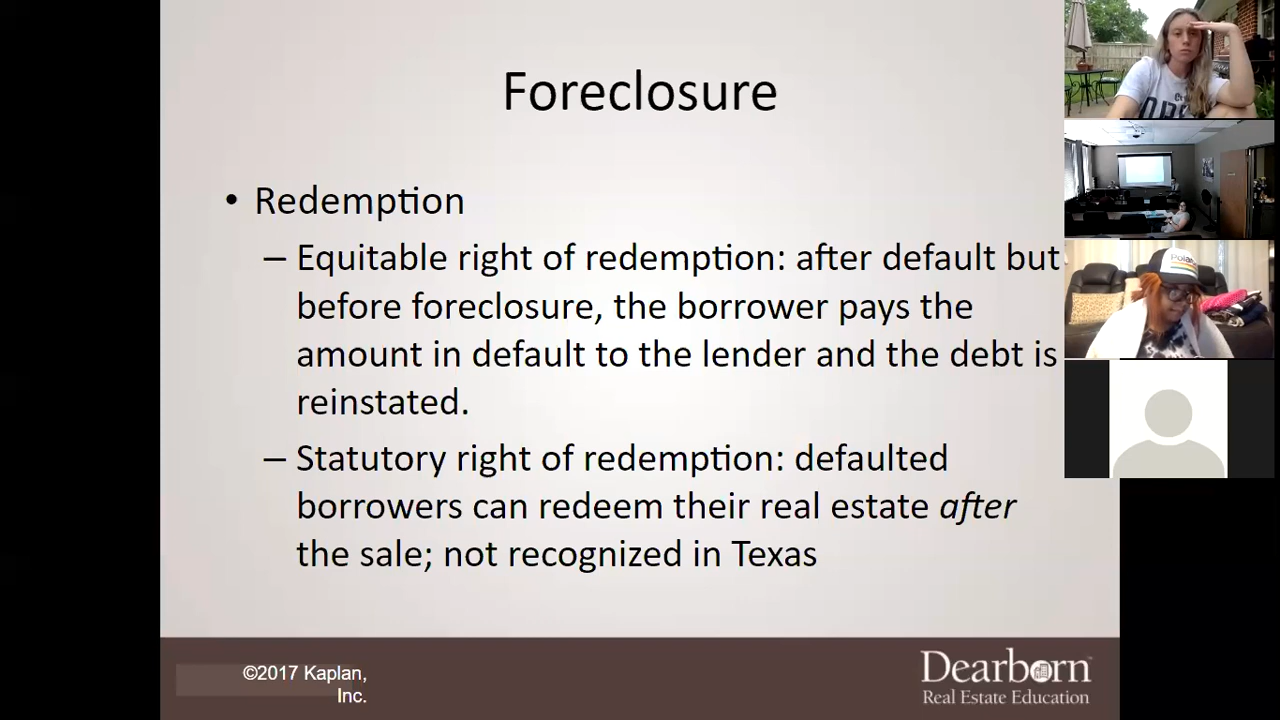 Foreclosure
• Redemption
– Equitable right of redemption: after default but
before foreclosure, the borrower pays the
amount in default to the lender and the debt is
reinstated.
– Statutory right of redemption: defaulted
borrowers can redeem their real estate after
the sale; not recognized in Texas
©2017 Kaplan,
Inc.
Dearborn
Real Estate Education